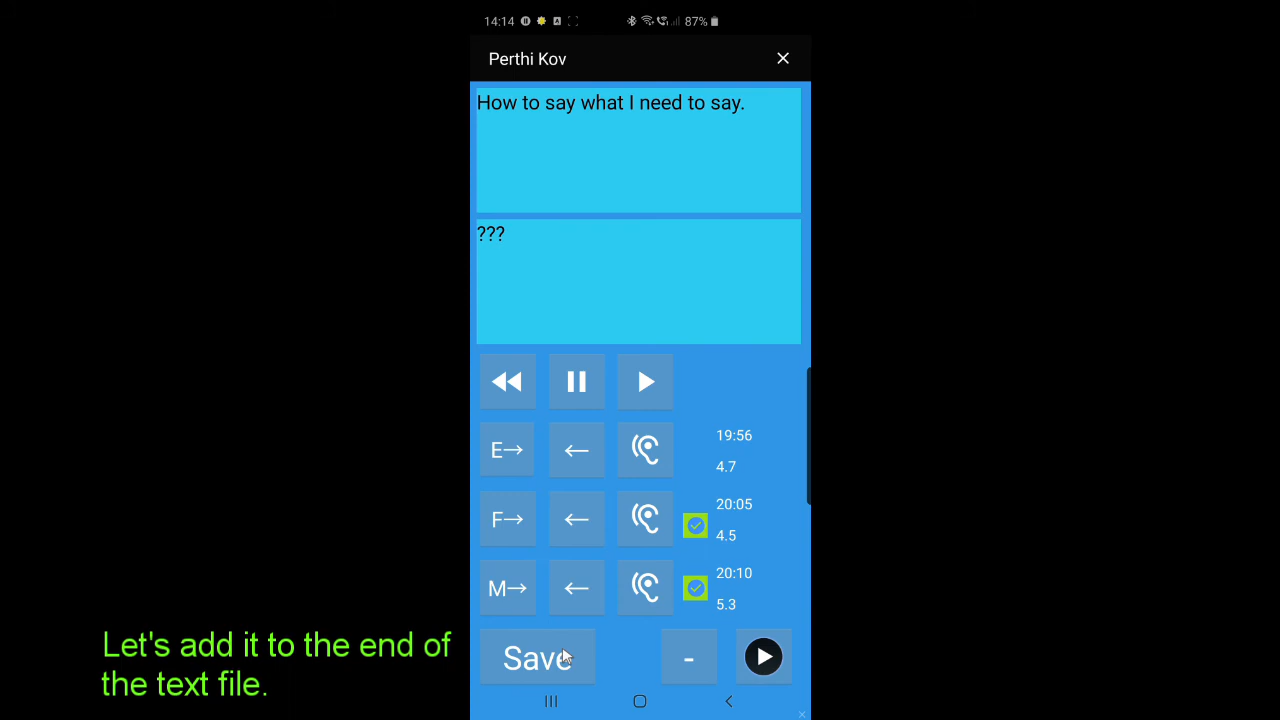 14:14 87%
Perthi Kov
How to say what I need to say.
???
E→ ←
19:56
4.7
F→ ←
20:05
4.5
M→ ←
20:10
5.3
Save -
Let's add it to the end of
the text file.